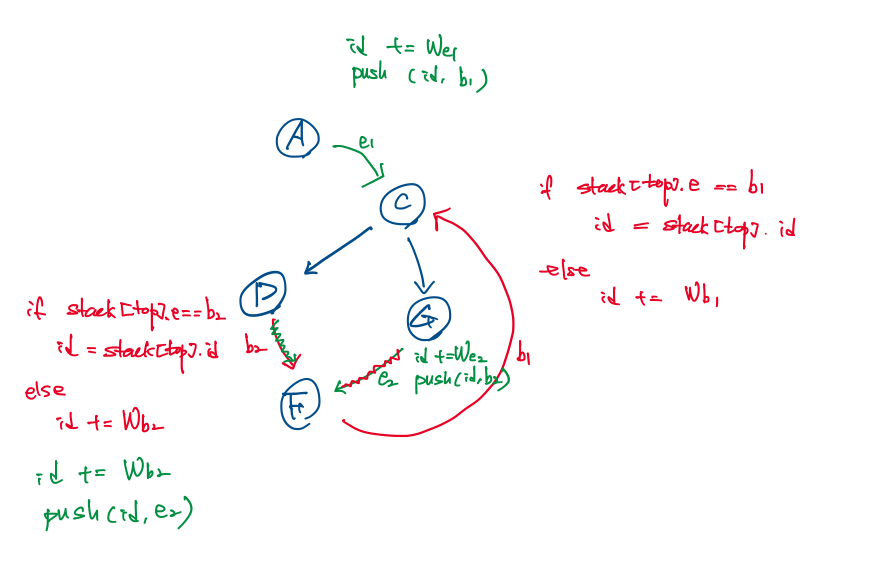 id += We1
push (id, b1)
A
e1
C
if stack[top].e == b1
id = stack[top].id
else
id += Wb1
D
G
if stack[top].e==b2
id = stack[top].id
else
id += Wb2
b2
id+=We2
push(id,b2)
e2
b1
F
id += Wb2
push(id, e2)